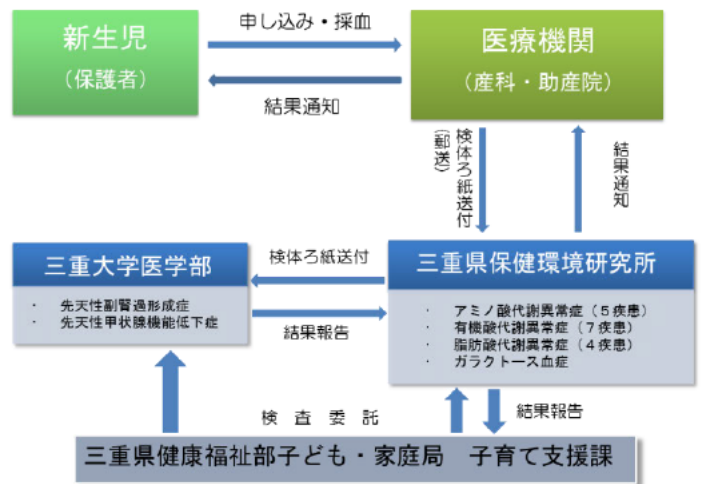 新生児
(保護者)
申し込み・採血
結果通知
医療機関
(産科・助産院)
検体ろ紙送付
(郵送)
結果通知
三重大学医学部
・ 先天性副腎過形成症
・ 先天性甲状腺機能低下症
検体ろ紙送付
結果報告
三重県保健環境研究所
・ アミノ酸代謝異常症(5疾患)
・ 有機酸代謝異常症(7疾患)
・ 脂肪酸代謝異常症(4疾患)
・ ガラクトース血症
検 査 委 託
結果報告
三重県健康福祉部子ども・家庭局 子育て支援課